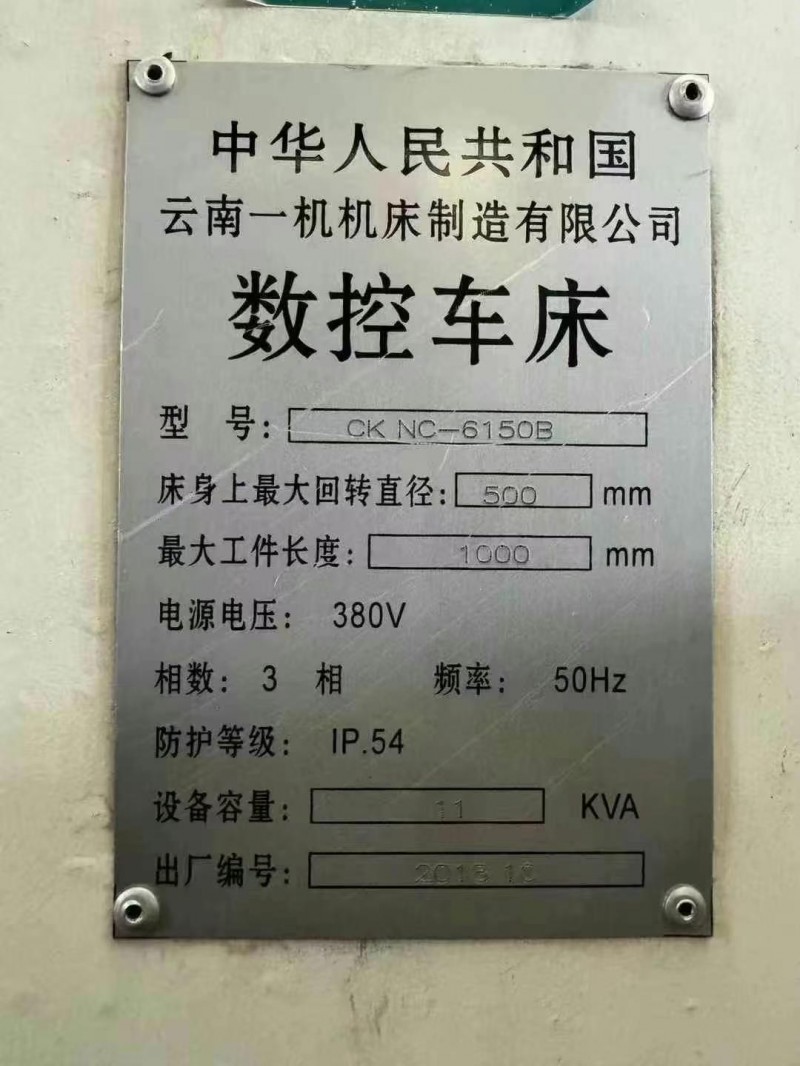 中华人民共和国
云南一机机床制造有限公司
数控车床
型 号: CK NC-6150B
床身上最大回转直径: 500 mm
最大工件长度: 1000 mm
电源电压: 380V
相数: 3 相 频率: 50Hz
防护等级: IP.54
设备容量: 11 KVA
出厂编号: 2013 10